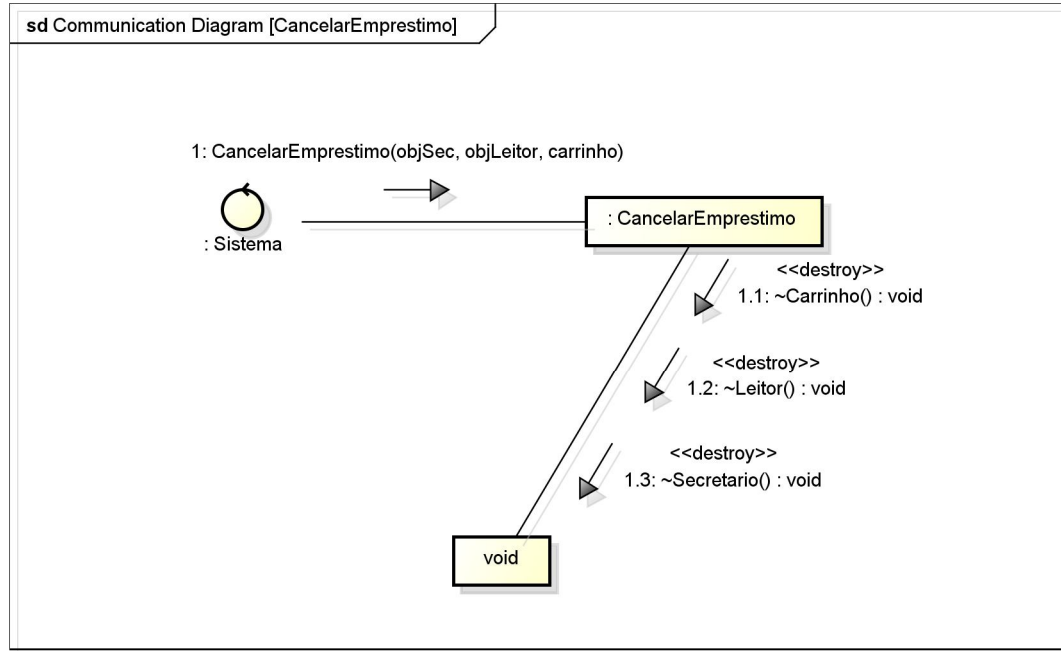 sd Communication Diagram [CancelarEmprestimo]
1: CancelarEmprestimo(objSec, objLeitor, carrinho)
: Sistema
: CancelarEmprestimo
<<destroy>>
1.1: ~Carrinho() : void
<<destroy>>
1.2: ~Leitor() : void
<<destroy>>
1.3: ~Secretario() : void
void